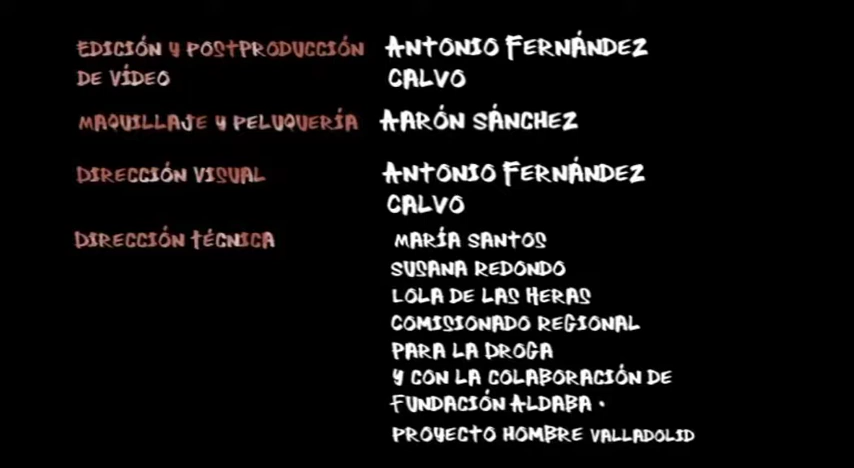 EDICIÓN Y POSTPRODUCCIÓN ANTONIO FERNÁNDEZ
DE VÍDEO CALVO
MAQUILLAJE Y PELUQUERÍA AARÓN SÁNCHEZ
DIRECCIÓN VISUAL ANTONIO FERNÁNDEZ
CALVO
DIRECCIÓN TÉCNICA MARÍA SANTOS
SUSANA REDONDO
LOLA DE LAS HERAS
COMISIONADO REGIONAL
PARA LA DROGA
Y CON LA COLABORACIÓN DE
FUNDACIÓN ALDABA •
PROYECTO HOMBRE VALLADOLID